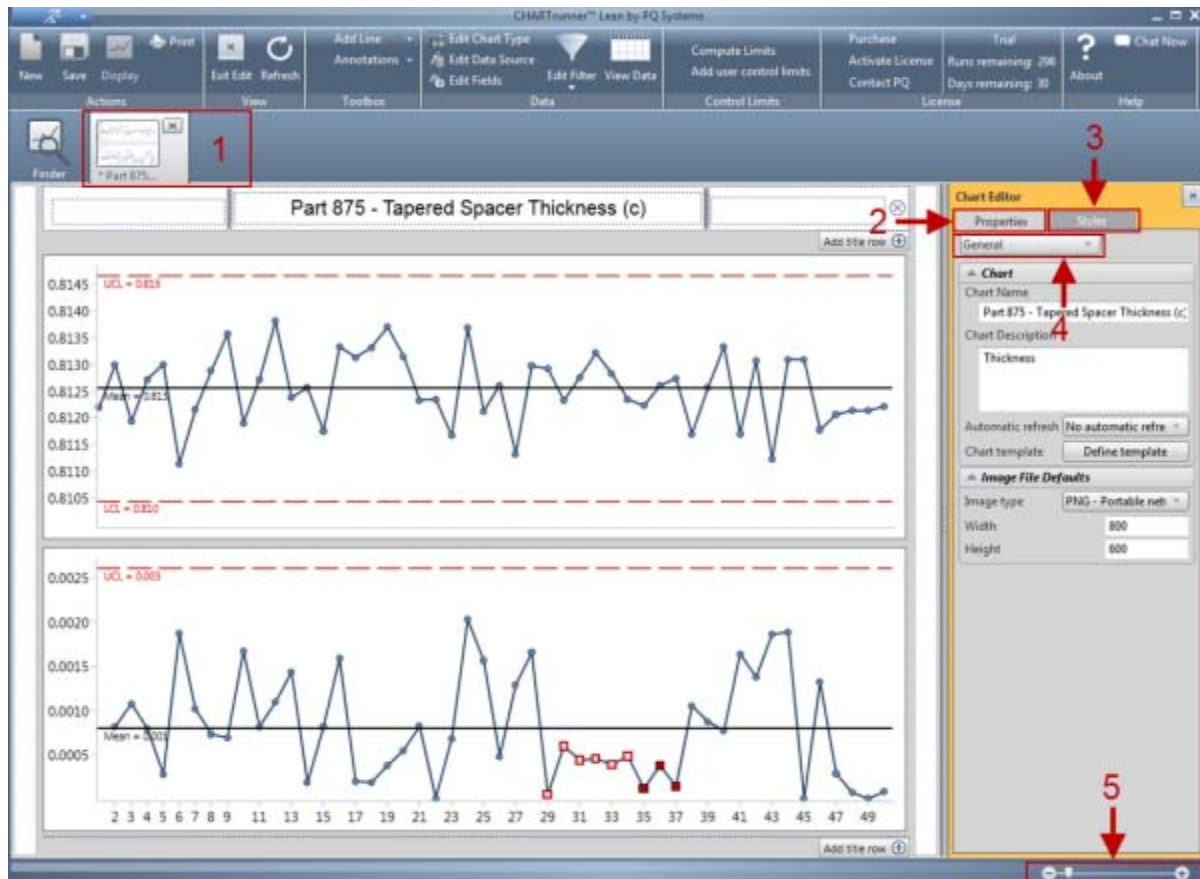 CHARTrunner™ Lean by PQ Systems
New Save Display Print
Exit Edit Refresh
Add Line
Annotations
Edit Chart Type
Edit Data Source
Edit Fields
Edit Filter View Data
Compute Limits
Add user control limits
Purchase
Activate License
Contact PQ
Trial
Runs remaining: 296
Days remaining: 30
About
Chat Now
Actions View Toolbox Data Control Limits License Help
Finder
* Part 875...
1
2
3
4
5
Part 875 - Tapered Spacer Thickness (c)
Add title row
0.8145
0.8140
0.8135
0.8130
0.8125
0.8120
0.8115
0.8110
0.8105
UCL = 0.815
Mean = 0.813
LCL = 0.810
0.0025
0.0020
0.0015
0.0010
0.0005
UCL = 0.003
Mean = 0.001
2 3 4 5 6 7 8 9 11 13 15 17 19 21 23 25 27 29 31 33 35 37 39 41 43 45 47 49
Add title row
Chart Editor
Properties Styles
General
Chart
Chart Name
Part 875 - Tapered Spacer Thickness (c)
Chart Description
Thickness
Automatic refresh No automatic refre
Chart template Define template
Image File Defaults
Image type PNG - Portable net
Width 800
Height 600